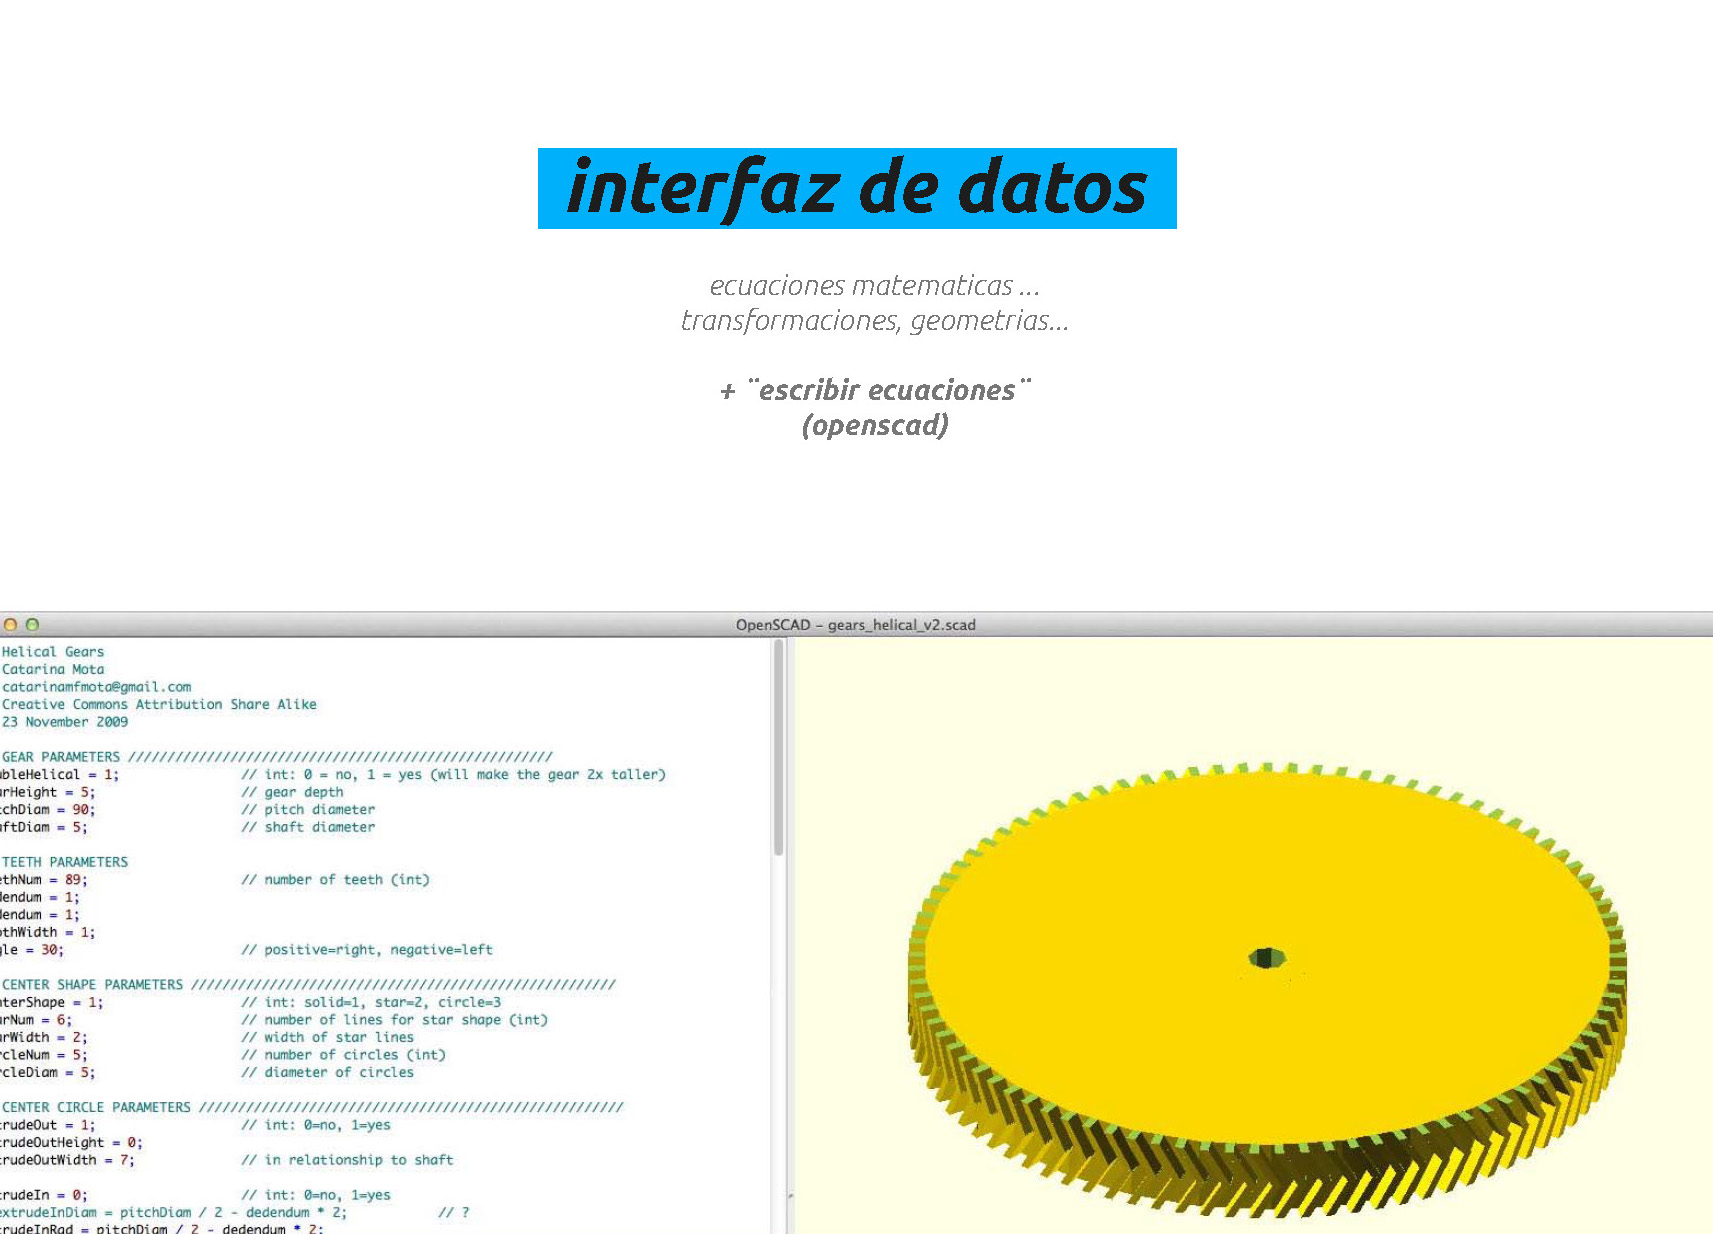 interfaz de datos
ecuaciones matematicas ...
transformaciones, geometrias...
+ ¨escribir ecuaciones¨
(openscad)
OpenSCAD - gears_helical_v2.scad
Helical Gears
Catarina Mota
catarinamfmota@gmail.com
Creative Commons Attribution Share Alike
23 November 2009
GEAR PARAMETERS //////////////////////////////////////////////////////
ubleHelical = 1; // int: 0 = no, 1 = yes (will make the gear 2x taller)
arHeight = 5; // gear depth
tchDiam = 90; // pitch diameter
aftDiam = 5; // shaft diameter
TEETH PARAMETERS
ethNum = 89; // number of teeth (int)
dendum = 1;
dendum = 1;
othWidth = 1;
gle = 30; // positive=right, negative=left
CENTER SHAPE PARAMETERS //////////////////////////////////////////////////////
nterShape = 1; // int: solid=1, star=2, circle=3
arNum = 6; // number of lines for star shape (int)
arWidth = 2; // width of star lines
rcleNum = 5; // number of circles (int)
rcleDiam = 5; // diameter of circles
CENTER CIRCLE PARAMETERS //////////////////////////////////////////////////////
trudeOut = 1; // int: 0=no, 1=yes
trudeOutHeight = 0;
trudeOutWidth = 7; // in relationship to shaft
trudeIn = 0; // int: 0=no, 1=yes
extrudeInDiam = pitchDiam / 2 - dedendum * 2; // ?
trudeInRad = pitchDiam / 2 - dedendum * 2;